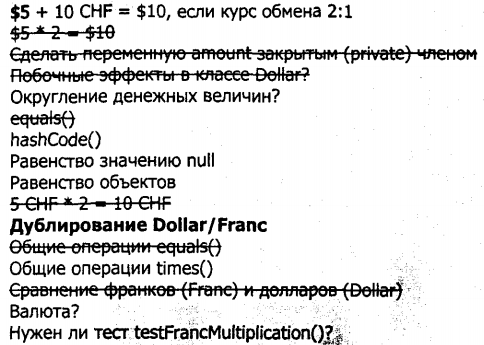 $5 + 10 CHF = $10, если курс обмена 2:1
$5 * 2 = $10
Сделать переменную amount закрытым (private) членом
Побочные эффекты в классе Dollar?
Округление денежных величин?
equals()
hashCode()
Равенство значению null
Равенство объектов
5 CHF * 2 = 10 CHF
Дублирование Dollar/Franc
Общие операции equals()
Общие операции times()
Сравнение франков (Franc) и долларов (Dollar)
Валюта?
Нужен ли тест testFrancMultiplication()?